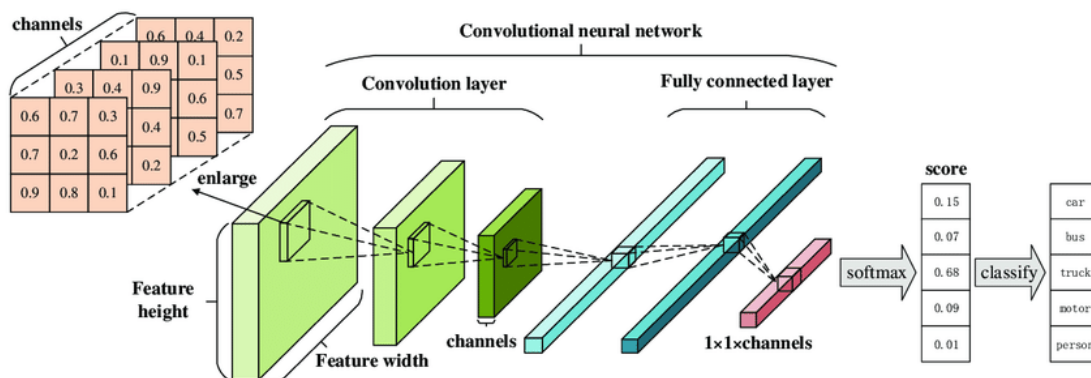 channels
0.6 0.4 0.2
0.1 0.9 0.1
0.5
0.3 0.4 0.9
0.6
0.6 0.7 0.3
0.4
0.7
0.7 0.2 0.6
0.5
0.2
0.9 0.8 0.1
enlarge
Convolutional neural network
Convolution layer
Fully connected layer
Feature
height
Feature width
channels
1×1×channels
softmax
score
0.15
0.07
0.68
0.09
0.01
classify
car
bus
truck
motor
person